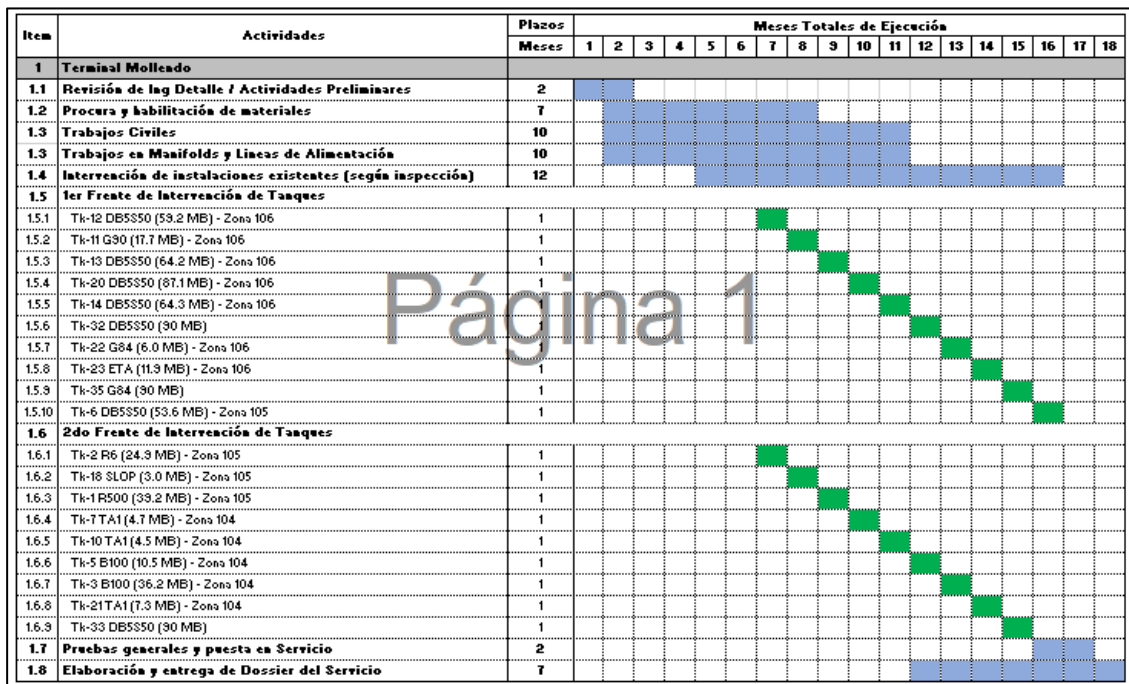 Item Actividades Plazos Meses Totales de Ejecución
Meses 1 2 3 4 5 6 7 8 9 10 11 12 13 14 15 16 17 18
1 Terminal Mollendo
1.1 Revisión de Ing Detalle / Actividades Preliminares 2
1.2 Procura y habilitación de materiales 7
1.3 Trabajos Civiles 10
1.3 Trabajos en Manifolds y Lineas de Alimentación 10
1.4 Intervención de instalaciones existentes (según inspección) 12
1.5 1er Frente de Intervención de Tanques
1.5.1 Tk-12 DB5S50 (59.2 MB) - Zona 106 1
1.5.2 Tk-11 G90 (17.7 MB) - Zona 106 1
1.5.3 Tk-13 DB5S50 (64.2 MB) - Zona 106 1
1.5.4 Tk-20 DB5S50 (87.1 MB) - Zona 106 1
1.5.5 Tk-14 DB5S50 (64.3 MB) - Zona 106 1
Página 1
1.5.6 Tk-32 DB5S50 (90 MB) 1
1.5.7 Tk-22 G84 (6.0 MB) - Zona 106 1
1.5.8 Tk-23 ETA (11.9 MB) - Zona 106 1
1.5.9 Tk-35 G84 (90 MB) 1
1.5.10 Tk-6 DB5S50 (53.6 MB) - Zona 105 1
1.6 2do Frente de Intervención de Tanques
1.6.1 Tk-2 R6 (24.9 MB) - Zona 105 1
1.6.2 Tk-18 SLOP (3.0 MB) - Zona 105 1
1.6.3 Tk-1 R500 (39.2 MB) - Zona 105 1
1.6.4 Tk-7 TA1 (4.7 MB) - Zona 104 1
1.6.5 Tk-10 TA1 (4.5 MB) - Zona 104 1
1.6.6 Tk-5 B100 (10.5 MB) - Zona 104 1
1.6.7 Tk-3 B100 (36.2 MB) - Zona 104 1
1.6.8 Tk-21 TA1 (7.3 MB) - Zona 104 1
1.6.9 Tk-33 DB5S50 (90 MB) 1
1.7 Pruebas generales y puesta en Servicio 2
1.8 Elaboración y entrega de Dossier del Servicio 7